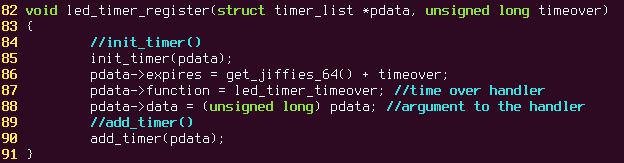 82 void led_timer_register(struct timer_list *pdata, unsigned long timeover)
83 {
84 //init_timer()
85 init_timer(pdata);
86 pdata->expires = get_jiffies_64() + timeover;
87 pdata->function = led_timer_timeover; //time over handler
88 pdata->data = (unsigned long) pdata; //argument to the handler
89 //add_timer()
90 add_timer(pdata);
91 }